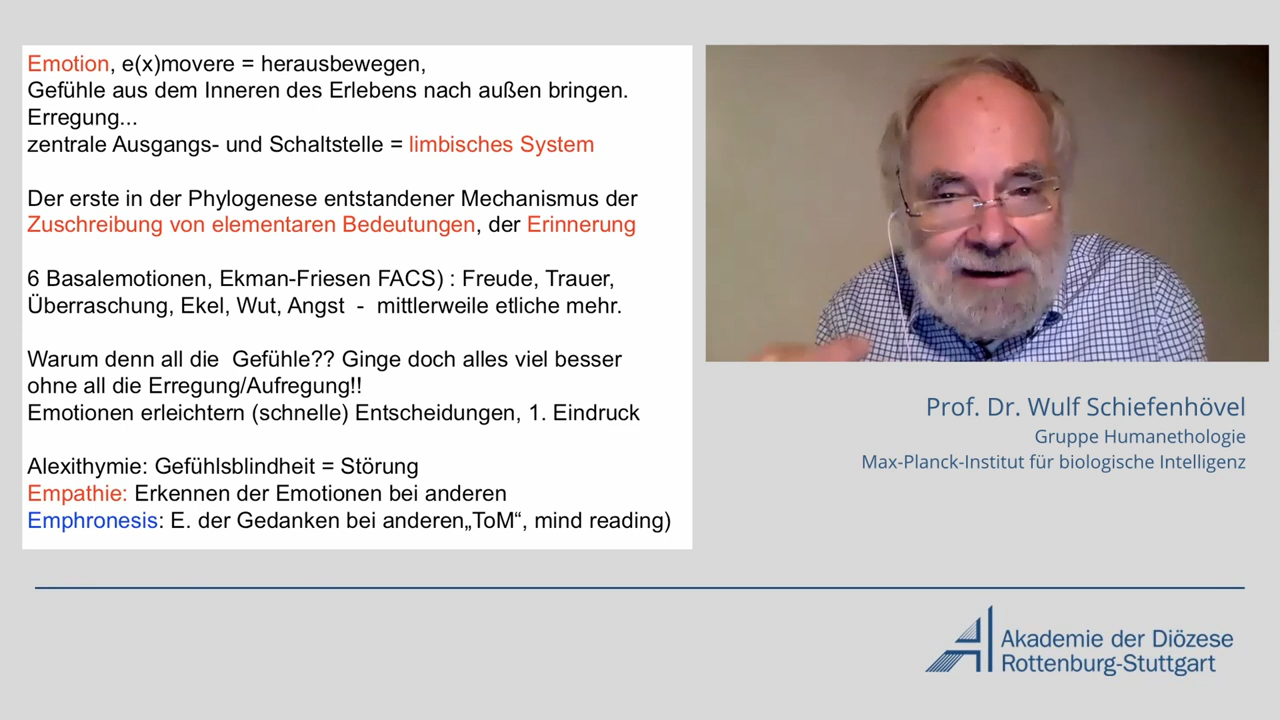 Emotion, e(x)movere = herausbewegen,
Gefühle aus dem Inneren des Erlebens nach außen bringen.
Erregung...
zentrale Ausgangs- und Schaltstelle = limbisches System
Der erste in der Phylogenese entstandener Mechanismus der
Zuschreibung von elementaren Bedeutungen, der Erinnerung
6 Basalemotionen, Ekman-Friesen FACS) : Freude, Trauer,
Überraschung, Ekel, Wut, Angst  -  mittlerweile etliche mehr.
Warum denn all die  Gefühle?? Ginge doch alles viel besser
ohne all die Erregung/Aufregung!!
Emotionen erleichtern (schnelle) Entscheidungen, 1. Eindruck
Alexithymie: Gefühlsblindheit = Störung
Empathie: Erkennen der Emotionen bei anderen
Emphronesis: E. der Gedanken bei anderen„ToM“, mind reading)
Prof. Dr. Wulf Schiefenhövel
Gruppe Humanethologie
Max-Planck-Institut für biologische Intelligenz
Akademie der Diözese
Rottenburg-Stuttgart